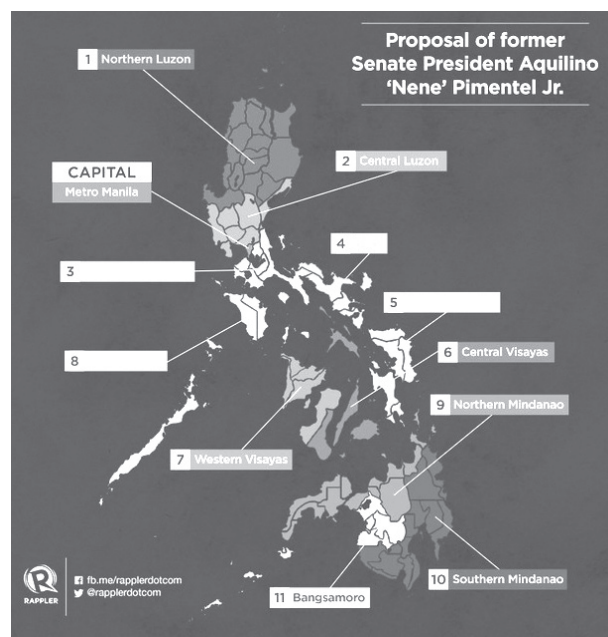 Proposal of former
Senate President Aquilino
'Nene' Pimentel Jr.
1 Northern Luzon
2 Central Luzon
CAPITAL
Metro Manila
3
4
5
6 Central Visayas
8
9 Northern Mindanao
7 Western Visayas
10 Southern Mindanao
11 Bangsamoro
RAPPLER
fb.me/rapplerdotcom
@rapplerdotcom